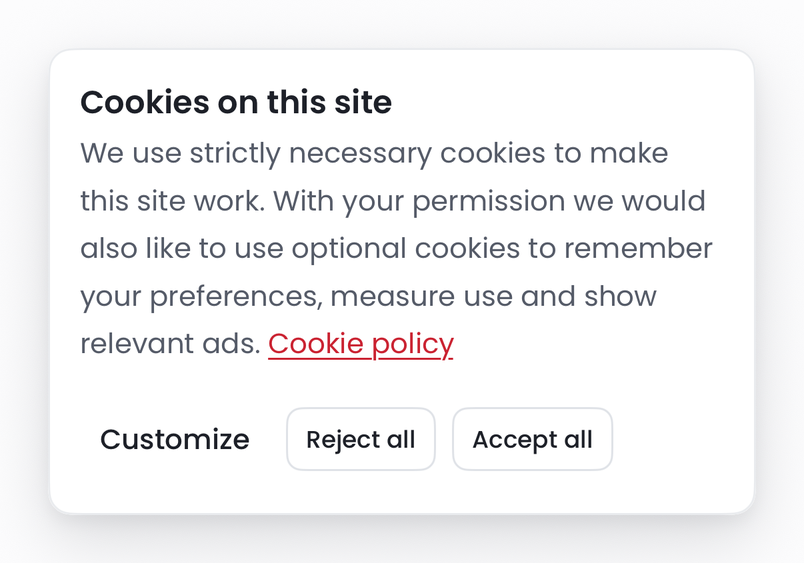 Cookies on this site
We use strictly necessary cookies to make
this site work. With your permission we would
also like to use optional cookies to remember
your preferences, measure use and show
relevant ads. Cookie policy
Customize Reject all Accept all